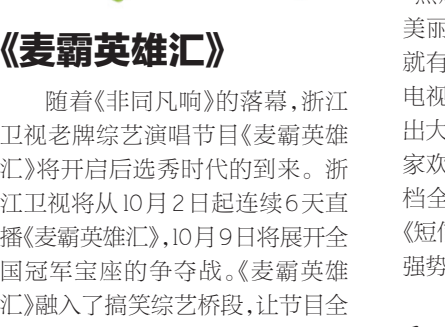 《麦霸英雄汇》
随着《非同凡响》的落幕,浙江
卫视老牌综艺演唱节目《麦霸英雄
汇》将开启后选秀时代的到来。浙
江卫视将从10月2日起连续6天直
播《麦霸英雄汇》,10月9日将展开全
国冠军宝座的争夺战。《麦霸英雄
汇》融入了搞笑综艺桥段,让节目全
美丽
就有
电视
出大
家欢
档全
《短信
强势